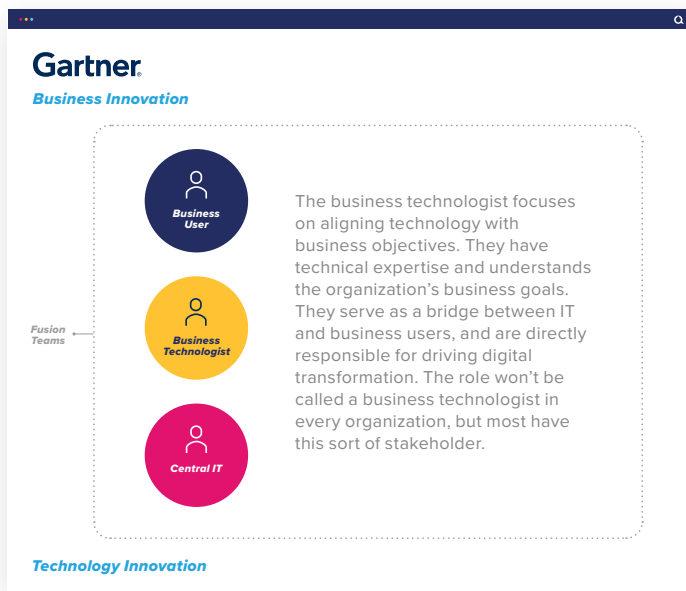 Gartner®
Business Innovation
Business
User
Fusion
Teams
Business
Technologist
Central IT
The business technologist focuses
on aligning technology with
business objectives. They have
technical expertise and understands
the organization’s business goals.
They serve as a bridge between IT
and business users, and are directly
responsible for driving digital
transformation. The role won’t be
called a business technologist in
every organization, but most have
this sort of stakeholder.
Technology Innovation